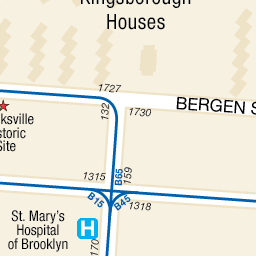 Kingsborough
Houses
1727
132
1730
BERGEN S
ksville
storic
Site
1315
B65
159
B15
B45
1318
St. Mary's
Hospital
of Brooklyn
H
170